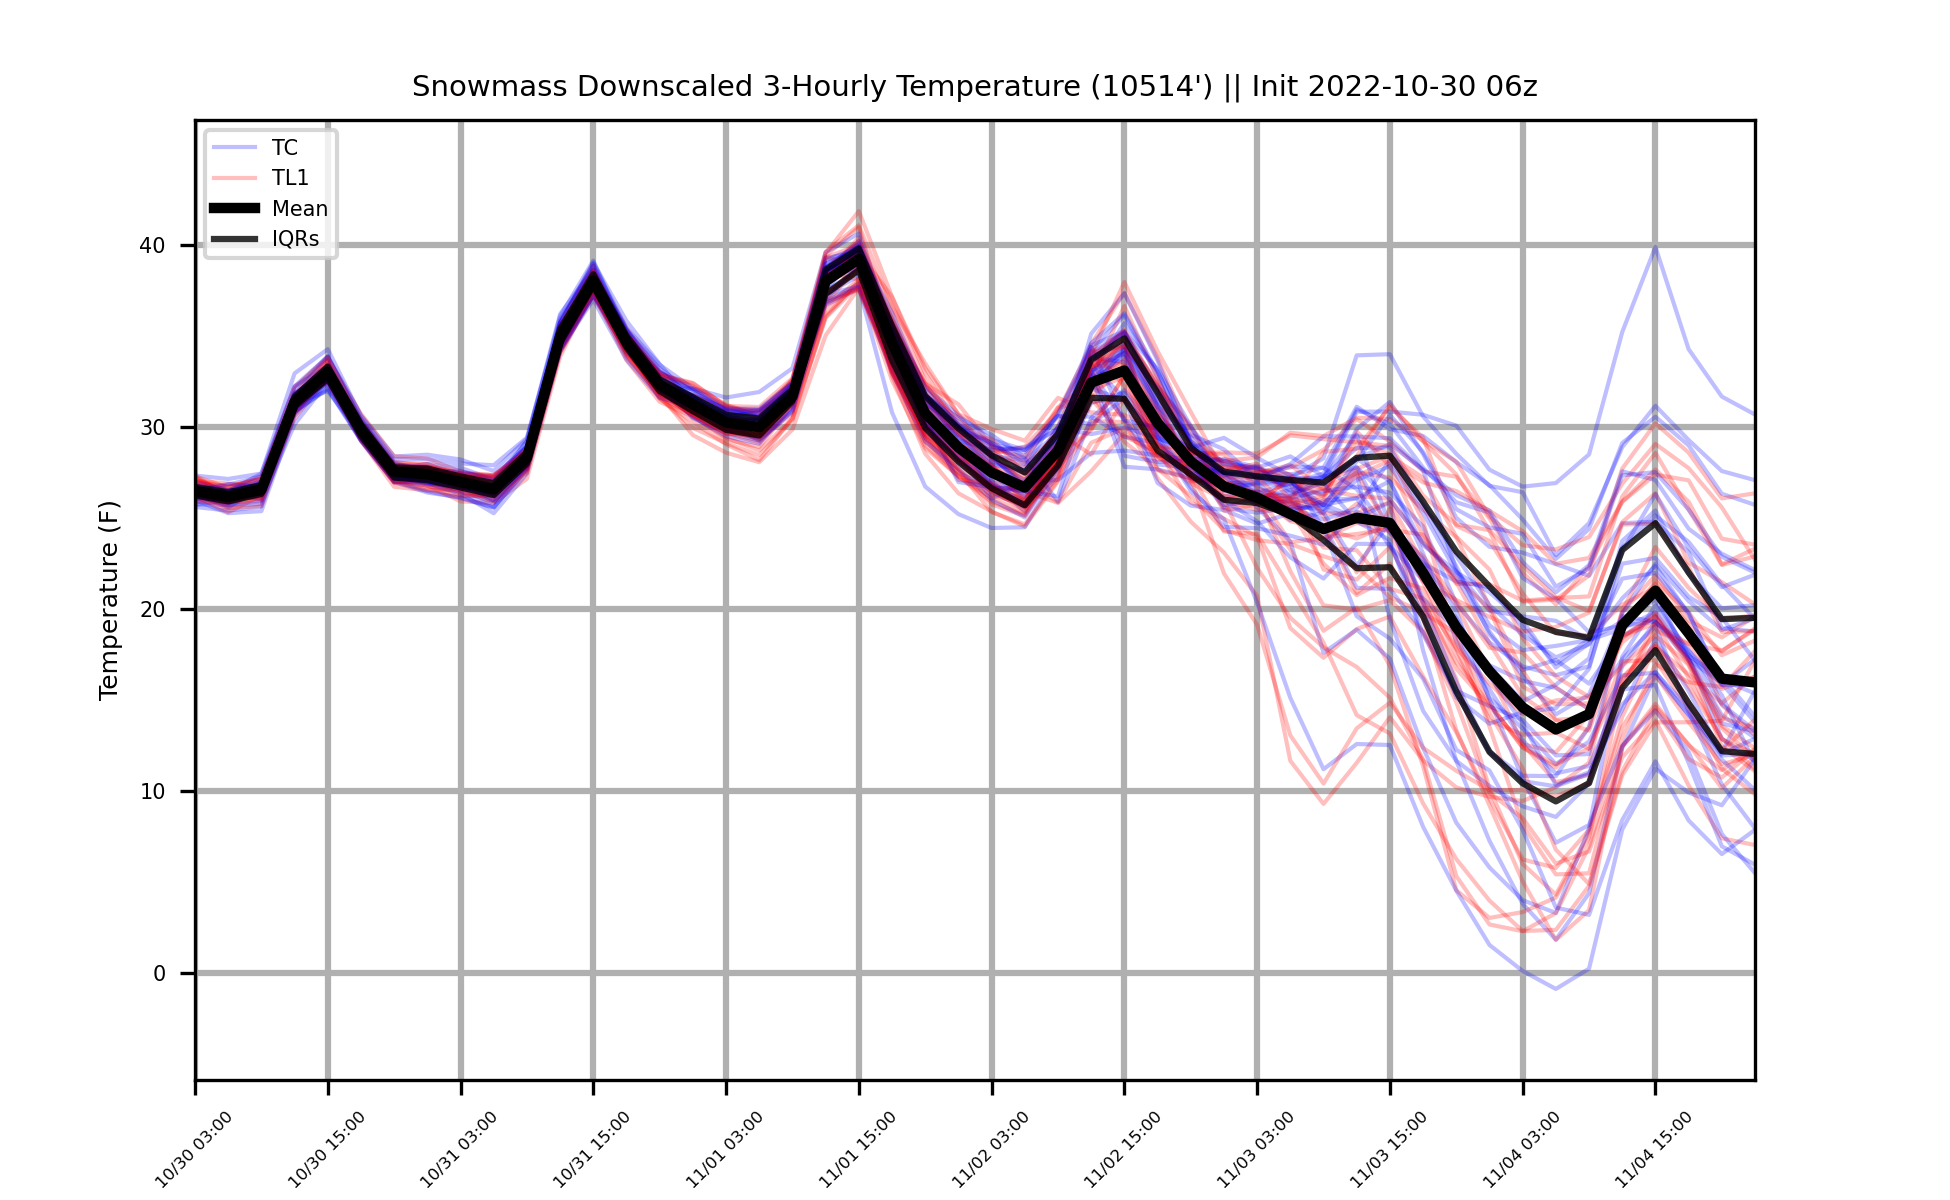 Snowmass Downscaled 3-Hourly Temperature (10514') || Init 2022-10-30 06z
TC
TL1
Mean
IQRs
Temperature (F)
40
30
20
10
0
10/30 03:00
10/30 15:00
10/31 03:00
10/31 15:00
11/01 03:00
11/01 15:00
11/02 03:00
11/02 15:00
11/03 03:00
11/03 15:00
11/04 03:00
11/04 15:00